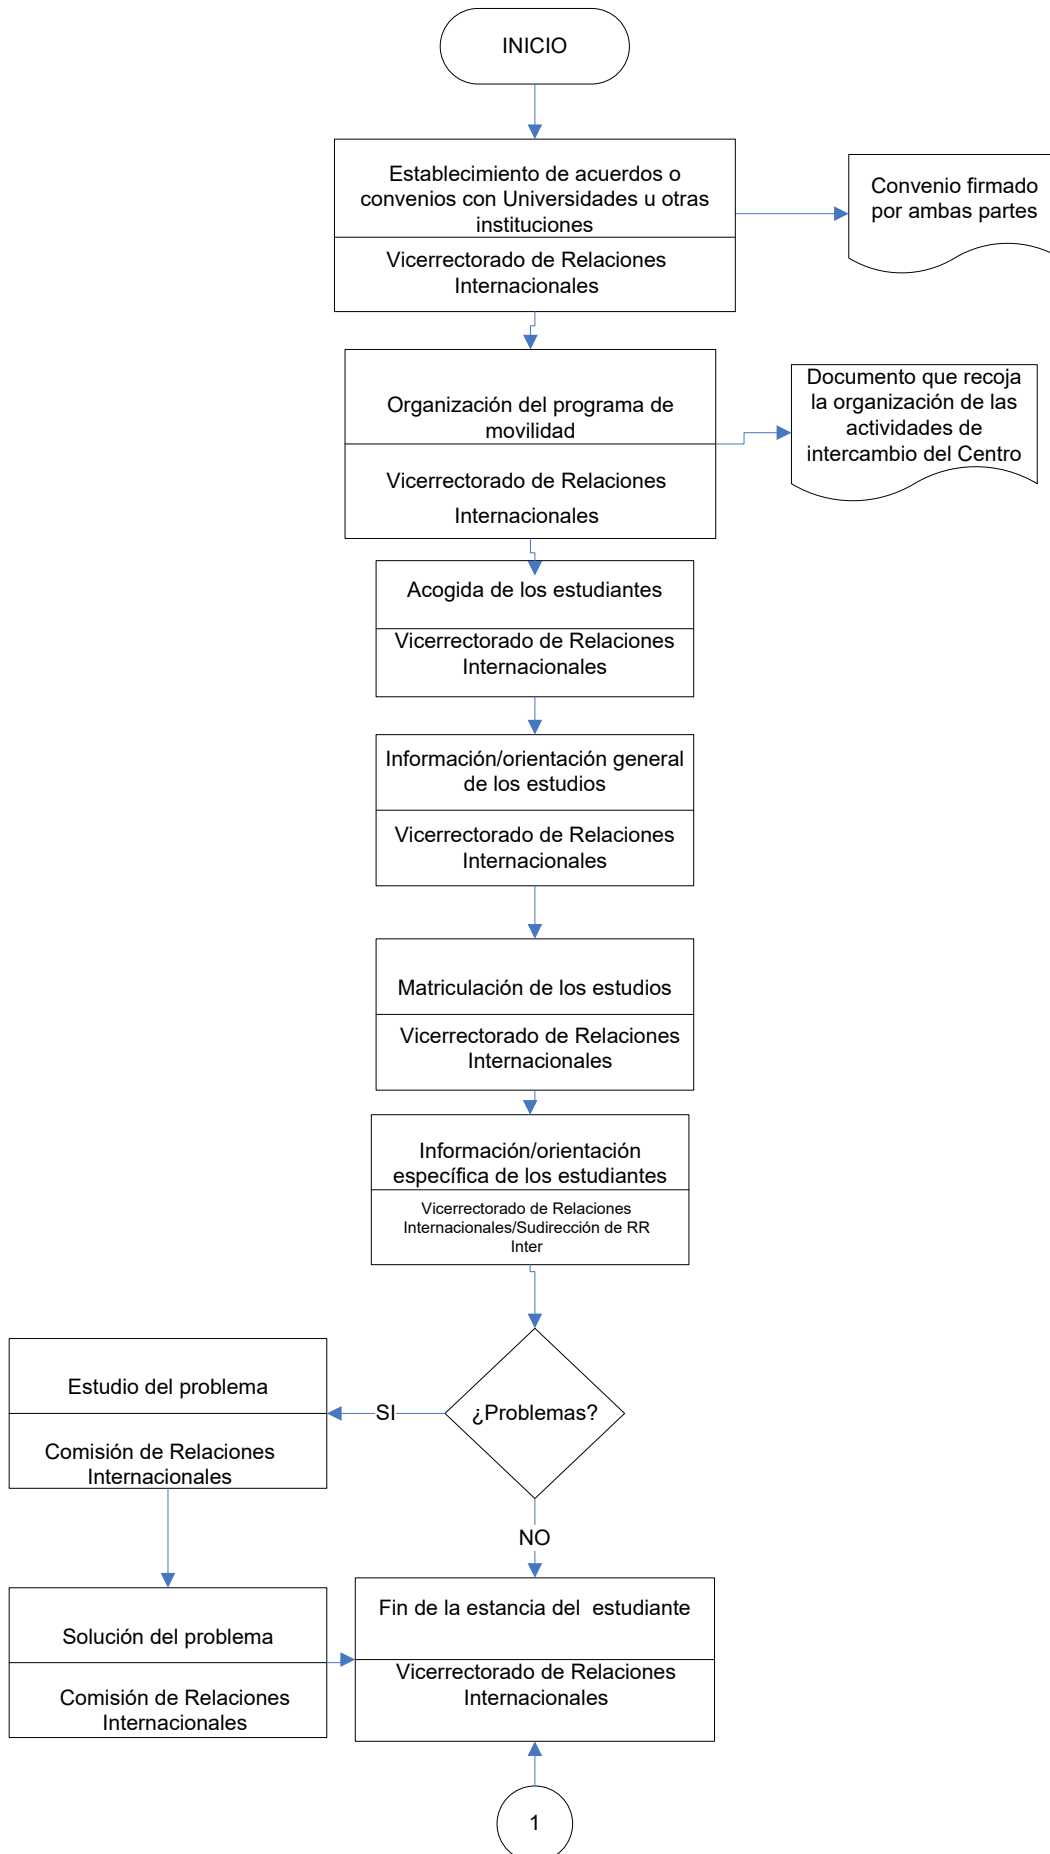 INICIO
Establecimiento de acuerdos o
convenios con Universidades u otras
instituciones
Vicerrectorado de Relaciones
Internacionales
Convenio firmado
por ambas partes
Organización del programa de
movilidad
Vicerrectorado de Relaciones
Internacionales
Documento que recoja
la organización de las
actividades de
intercambio del Centro
Acogida de los estudiantes
Vicerrectorado de Relaciones
Internacionales
Información/orientación general
de los estudios
Vicerrectorado de Relaciones
Internacionales
Matriculación de los estudios
Vicerrectorado de Relaciones
Internacionales
Información/orientación
específica de los estudiantes
Vicerrectorado de Relaciones
Internacionales/Sudirección de RR
Inter
¿Problemas?
SI
Estudio del problema
Comisión de Relaciones
Internacionales
NO
Solución del problema
Comisión de Relaciones
Internacionales
Fin de la estancia del  estudiante
Vicerrectorado de Relaciones
Internacionales
1